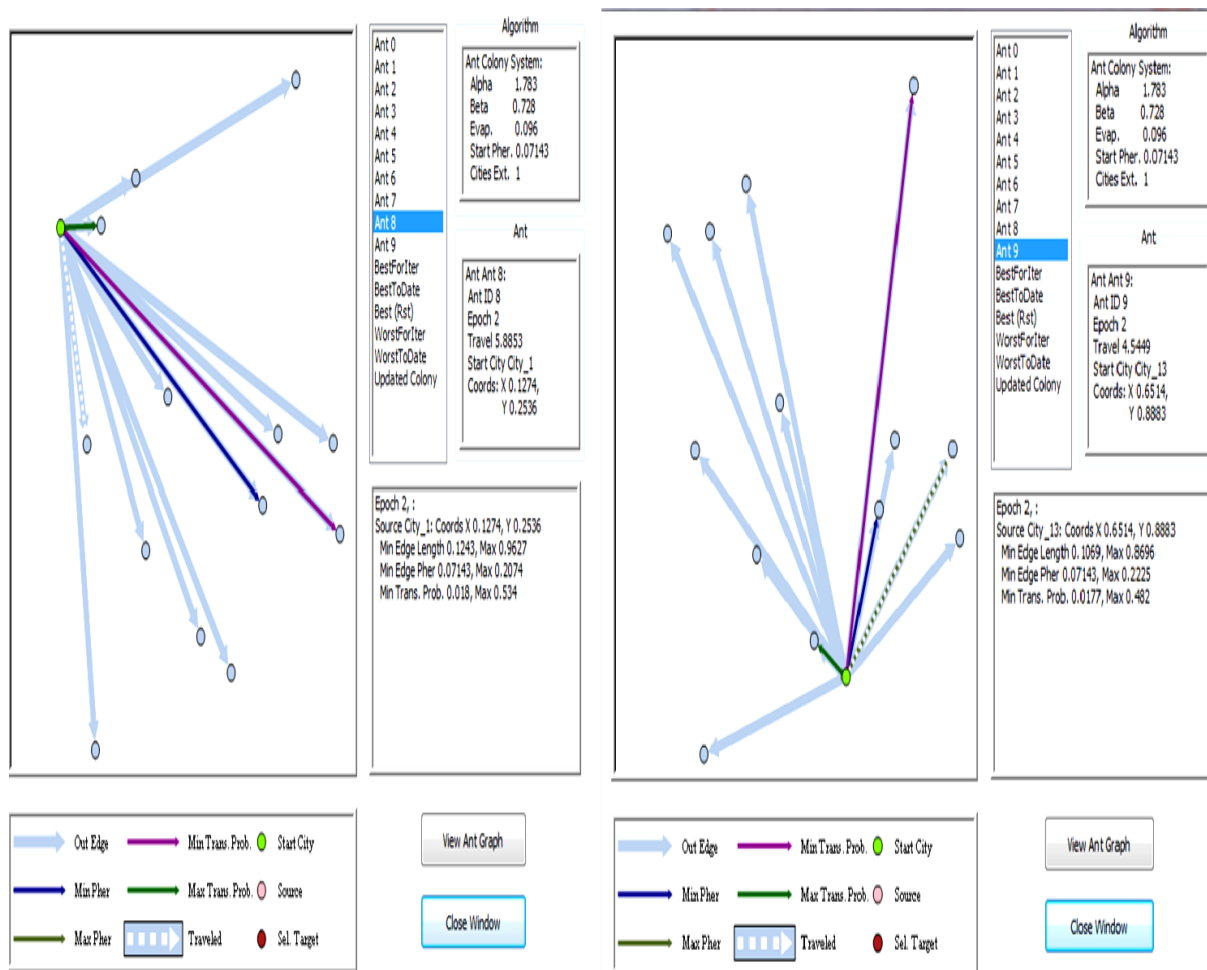 Ant 0
Ant 1
Ant 2
Ant 3
Ant 4
Ant 5
Ant 6
Ant 7
Ant 8
Ant 9
BestForIter
BestToDate
Best (Rst)
WorstForIter
WorstToDate
Updated Colony
Algorithm
Ant Colony System:
Alpha 1.783
Beta 0.728
Evap. 0.096
Start Pher. 0.07143
Cities Ext. 1
Ant
Ant Ant 8:
Ant ID 8
Epoch 2
Travel 5.8853
Start City City_1
Coords: X 0.1274,
Y 0.2536
Epoch 2, :
Source City_1: Coords X 0.1274, Y 0.2536
Min Edge Length 0.1243, Max 0.9627
Min Edge Pher 0.07143, Max 0.2074
Min Trans. Prob. 0.018, Max 0.534
Out Edge
Min Trans. Prob.
Start City
Min Pher
Max Trans. Prob.
Source
Max Pher
Traveled
Sel. Target
View Ant Graph
Close Window
Ant 0
Ant 1
Ant 2
Ant 3
Ant 4
Ant 5
Ant 6
Ant 7
Ant 8
Ant 9
BestForIter
BestToDate
Best (Rst)
WorstForIter
WorstToDate
Updated Colony
Algorithm
Ant Colony System:
Alpha 1.783
Beta 0.728
Evap. 0.096
Start Pher. 0.07143
Cities Ext. 1
Ant
Ant Ant 9:
Ant ID 9
Epoch 2
Travel 4.5449
Start City City_13
Coords: X 0.6514,
Y 0.8883
Epoch 2, :
Source City_13: Coords X 0.6514, Y 0.8883
Min Edge Length 0.1069, Max 0.8696
Min Edge Pher 0.07143, Max 0.2225
Min Trans. Prob. 0.0177, Max 0.482
Out Edge
Min Trans. Prob.
Start City
Min Pher
Max Trans. Prob.
Source
Max Pher
Traveled
Sel. Target
View Ant Graph
Close Window